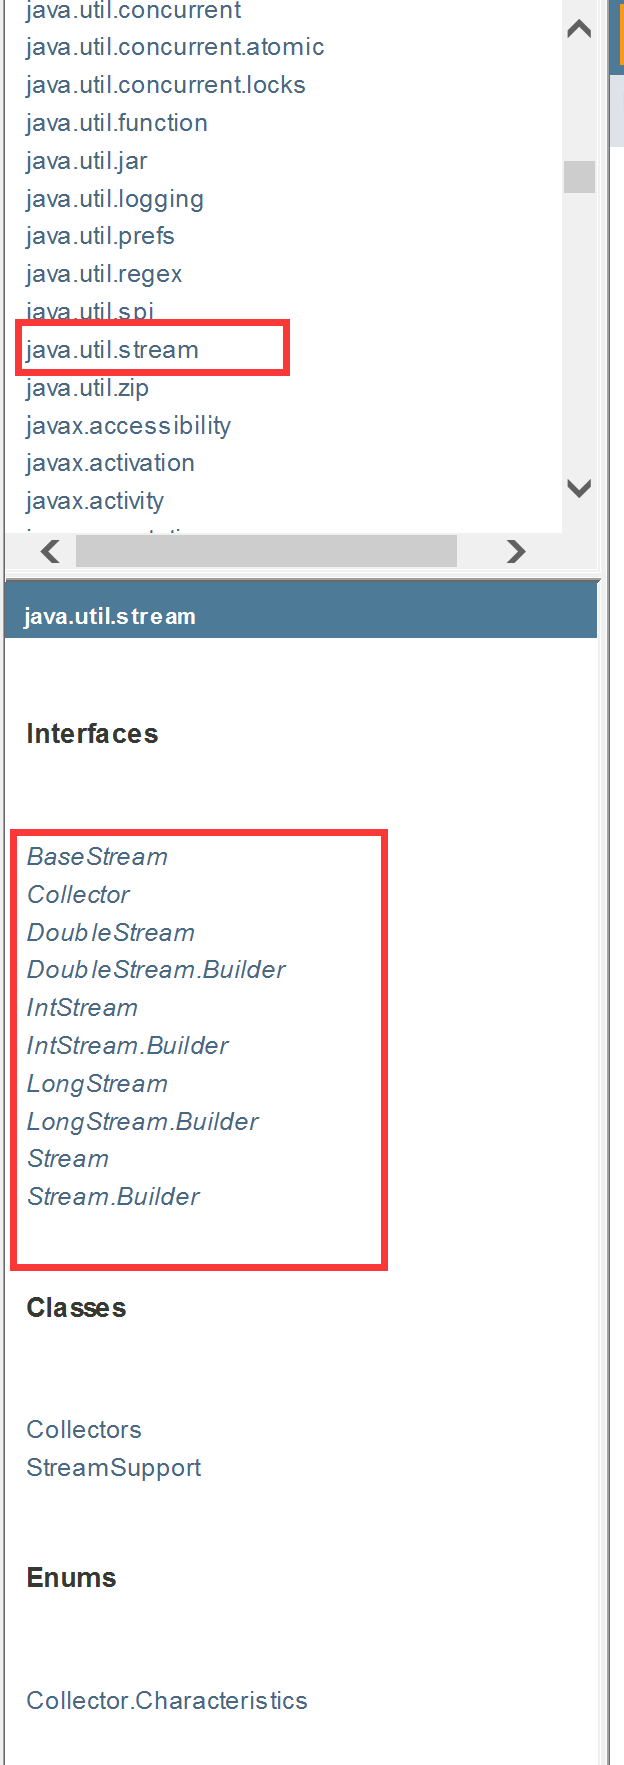 java.util.concurrent
java.util.concurrent.atomic
java.util.concurrent.locks
java.util.function
java.util.jar
java.util.logging
java.util.prefs
java.util.regex
java.util.spi
java.util.stream
java.util.zip
javax.accessibility
javax.activation
javax.activity
java.util.stream
Interfaces
BaseStream
Collector
DoubleStream
DoubleStream.Builder
IntStream
IntStream.Builder
LongStream
LongStream.Builder
Stream
Stream.Builder
Classes
Collectors
StreamSupport
Enums
Collector.Characteristics